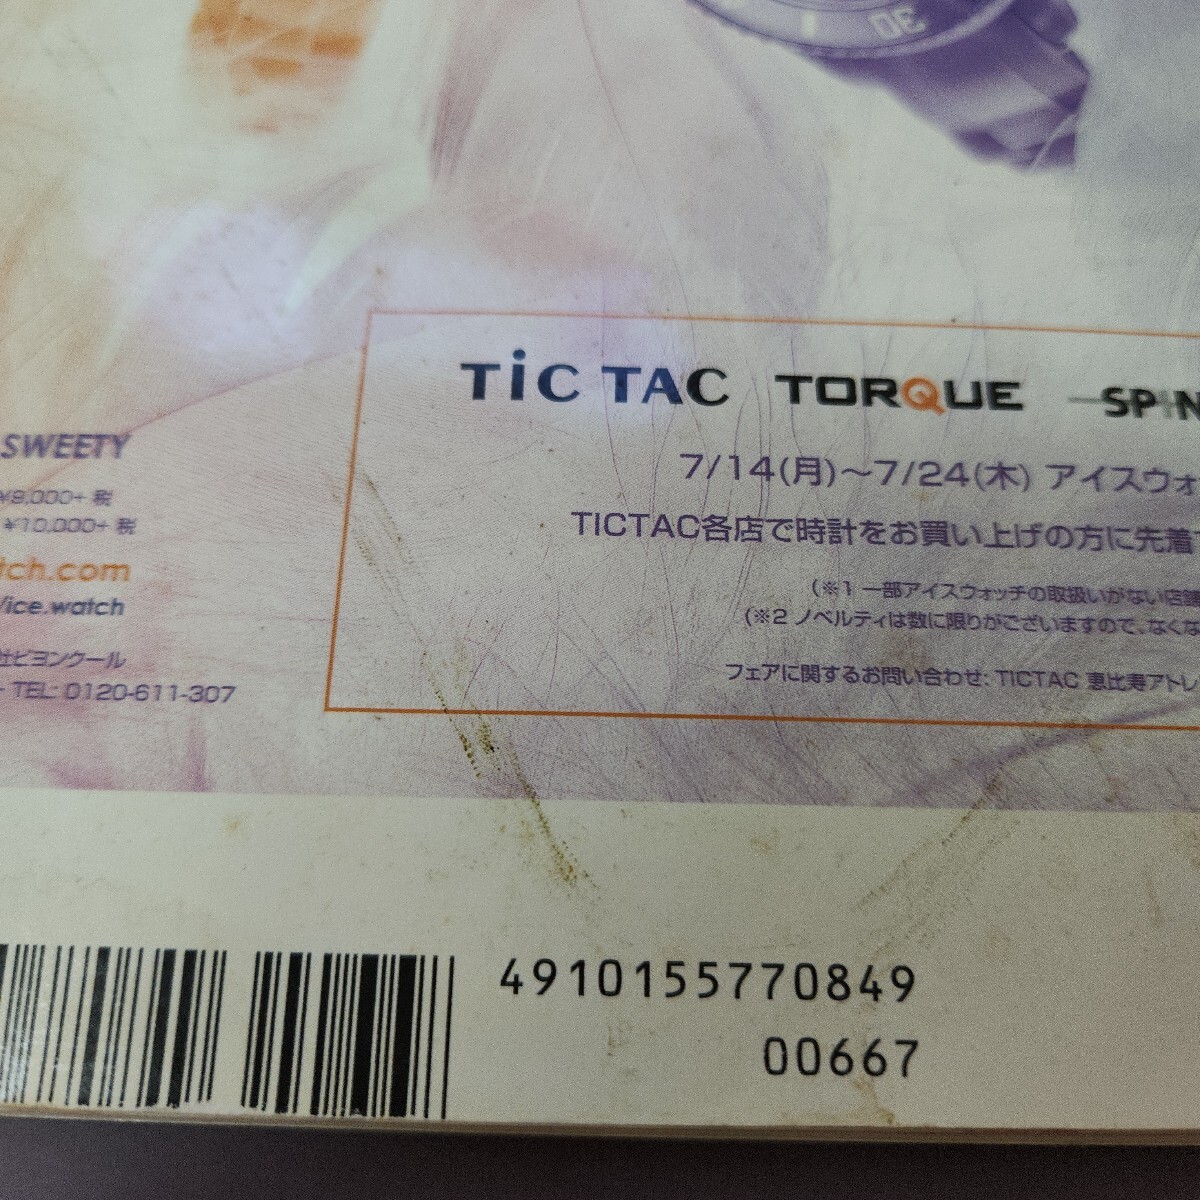 30
TiC TAC TORQUE SPIN
SWEETY
¥9,000+ 税
¥10,000+ 税
tch.com
/ice.watch
社ビヨンクール
TEL: 0120-611-307
7/14(月)～7/24(木) アイスウォ
TICTAC各店で時計をお買い上げの方に先着
(※1 一部アイスウォッチの取扱いがない店舗
(※2 ノベルティは数に限りがございますので、なくな
フェアに関するお問い合わせ: TICTAC 恵比寿アトレ
4910155770849
00667